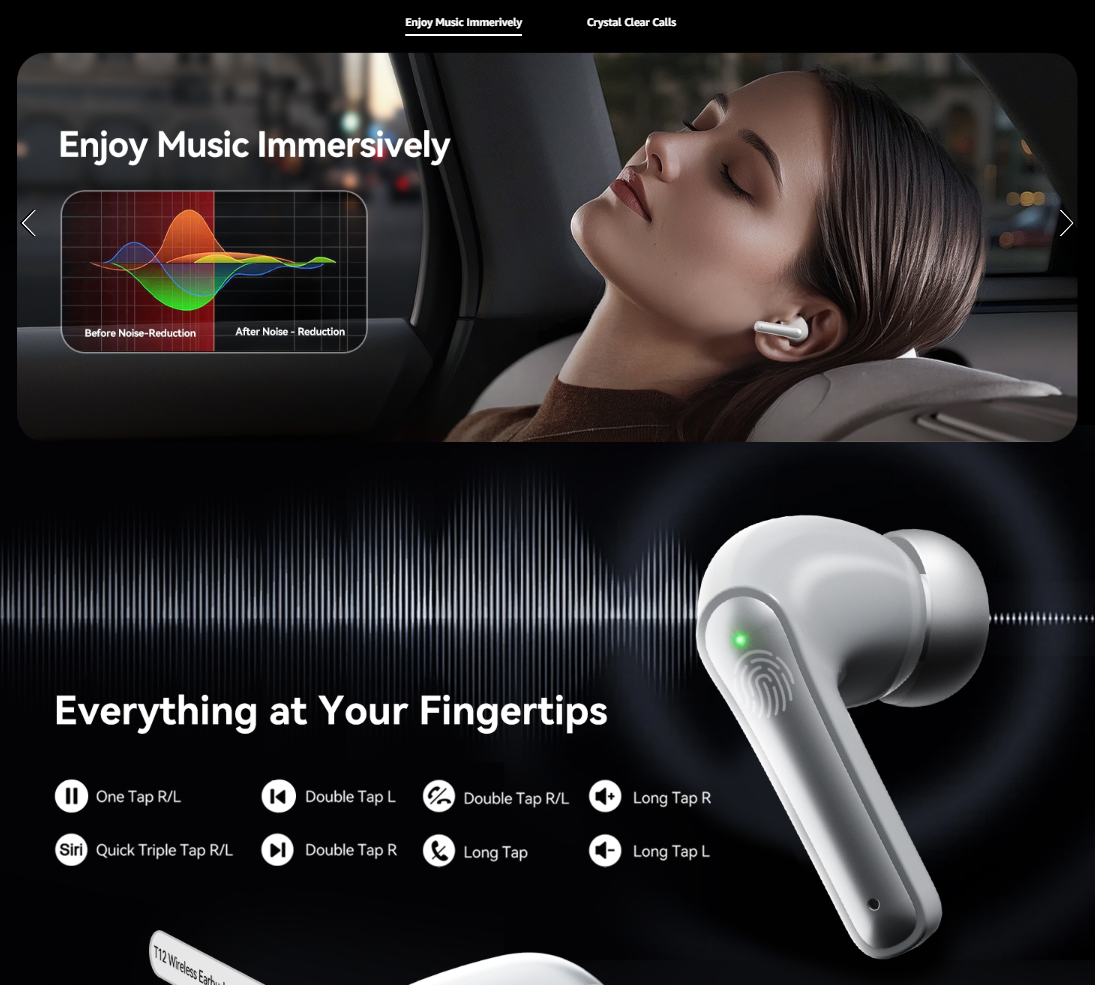 Enjoy Music Immerively
Crystal Clear Calls
Enjoy Music Immersively
Before Noise-Reduction
After Noise - Reduction
Everything at Your Fingertips
One Tap R/L
Double Tap L
Double Tap R/L
Long Tap R
Siri
Quick Triple Tap R/L
Double Tap R
Long Tap
Long Tap L
T12 Wireless